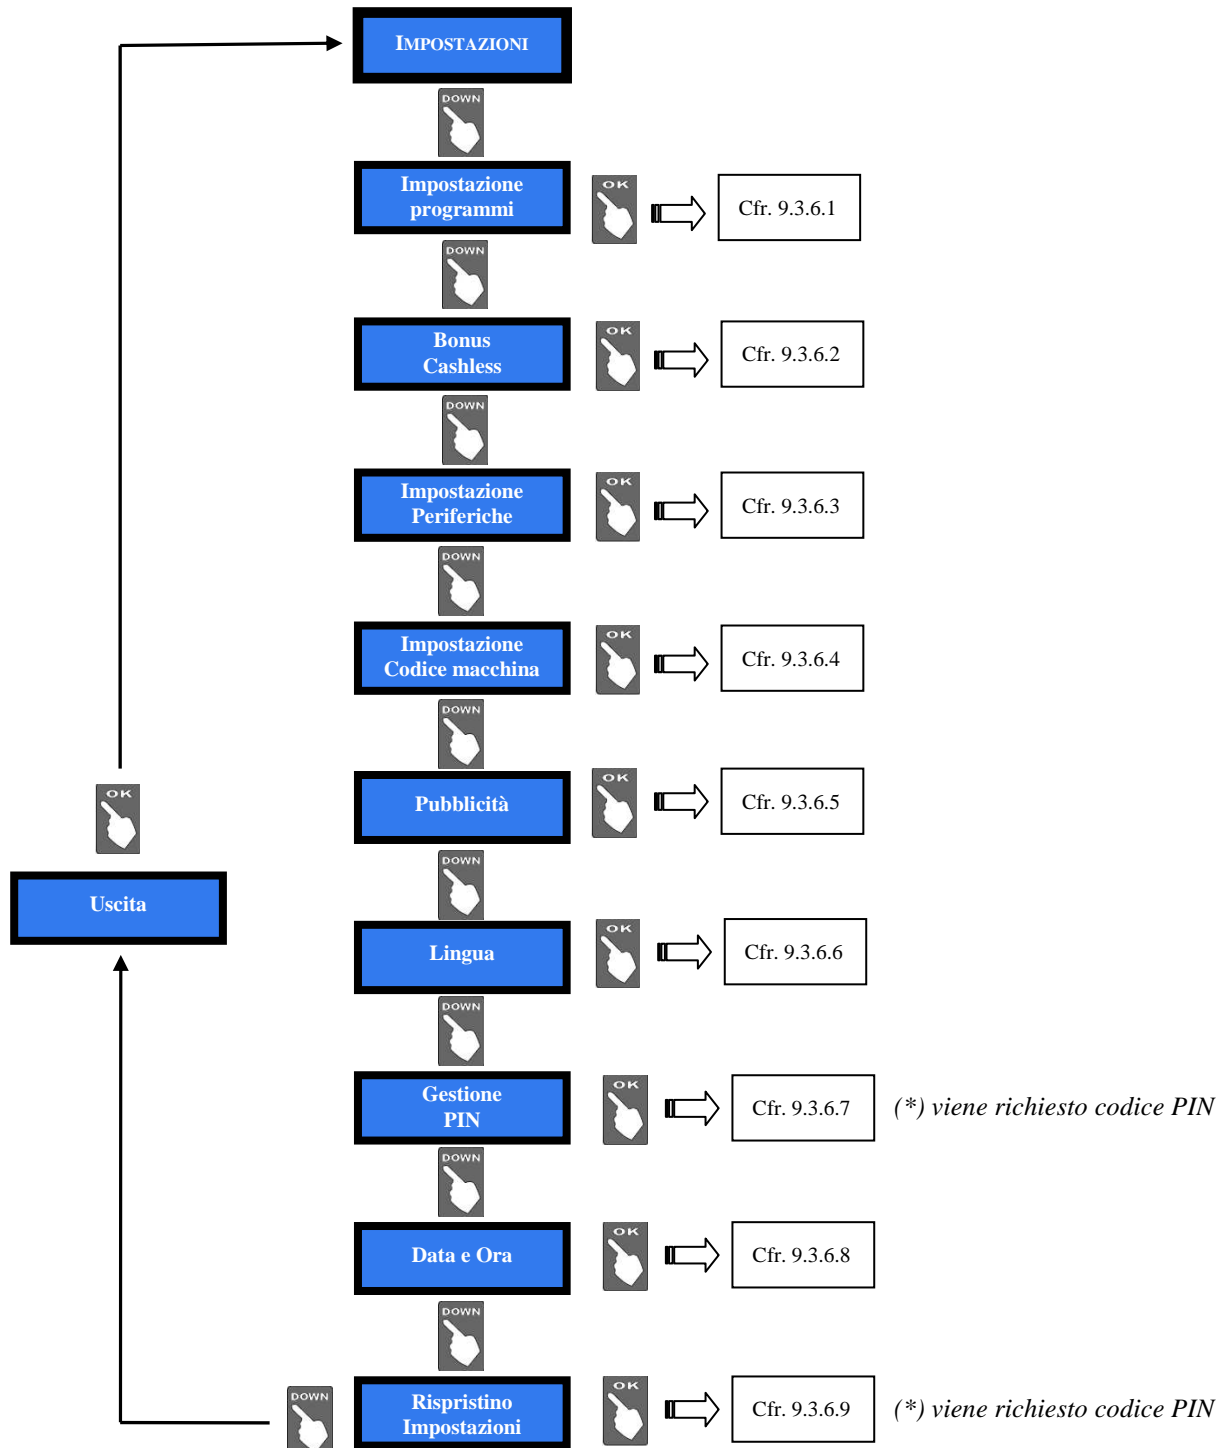 IMPOSTAZIONI
DOWN
Impostazione
programmi
OK
Cfr. 9.3.6.1
DOWN
Bonus
Cashless
OK
Cfr. 9.3.6.2
DOWN
Impostazione
Periferiche
OK
Cfr. 9.3.6.3
DOWN
Impostazione
Codice macchina
OK
Cfr. 9.3.6.4
DOWN
Pubblicità
OK
Cfr. 9.3.6.5
DOWN
Lingua
OK
Cfr. 9.3.6.6
DOWN
Gestione
PIN
OK
Cfr. 9.3.6.7
(*) viene richiesto codice PIN
DOWN
Data e Ora
OK
Cfr. 9.3.6.8
DOWN
Rispristino
Impostazioni
OK
Cfr. 9.3.6.9
(*) viene richiesto codice PIN
DOWN
Uscita
OK